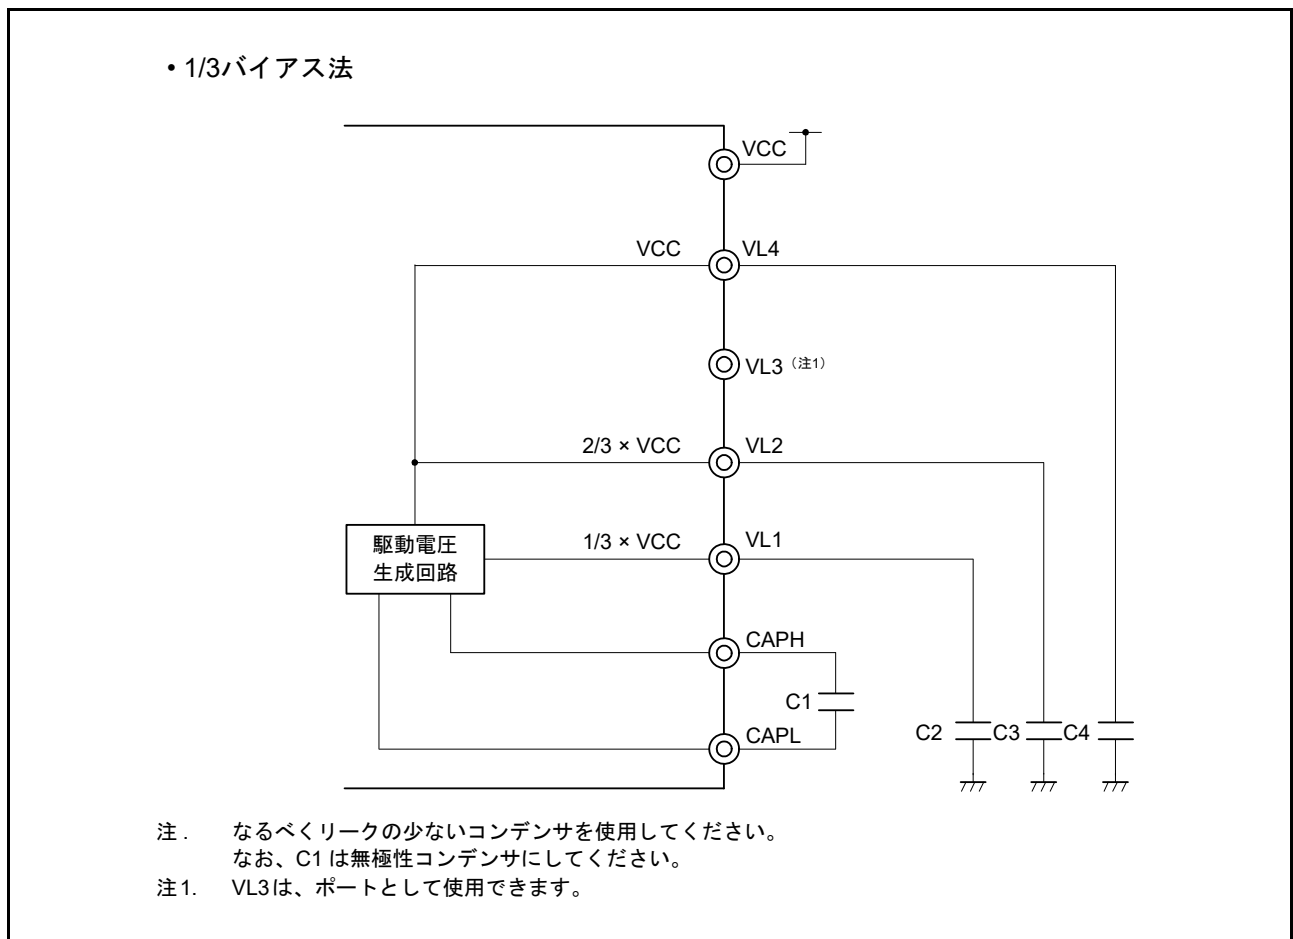 • 1/3バイアス法
VCC
VCC
VL4
VL3（注1）
2/3 × VCC
VL2
駆動電圧
生成回路
1/3 × VCC
VL1
CAPH
C1
CAPL
C2
C3
C4
注. なるべくリークの少ないコンデンサを使用してください。
なお、C1 は無極性コンデンサにしてください。
注1. VL3は、ポートとして使用できます。